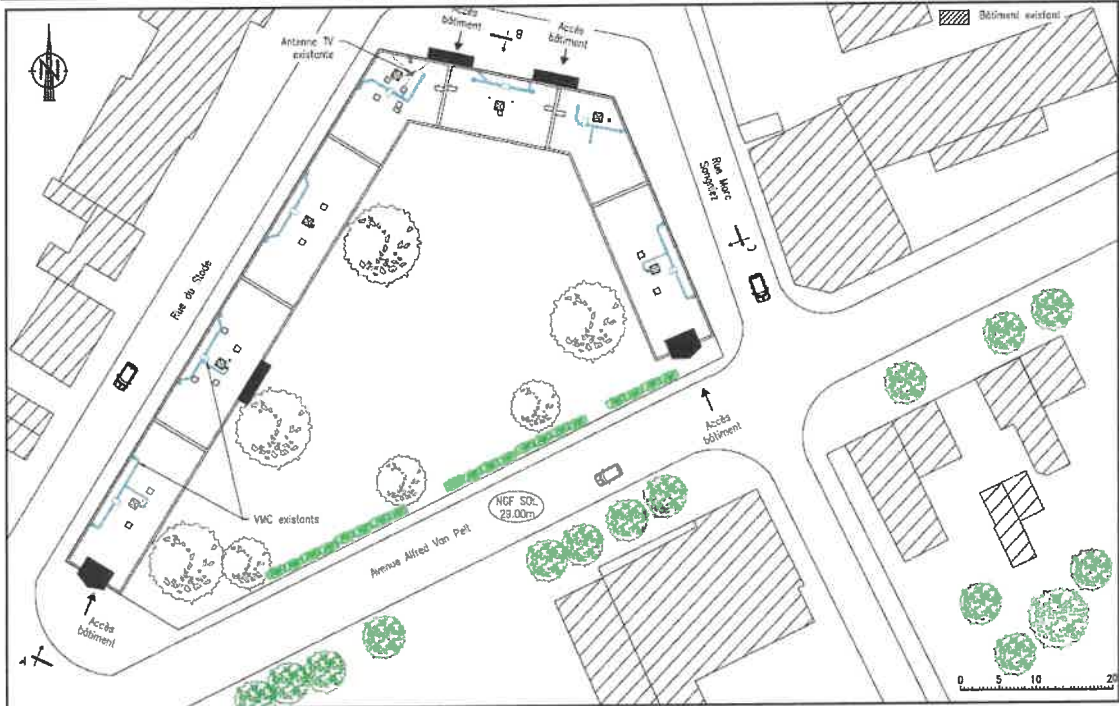 Accès
bâtiment
B
Accès
bâtiment
Bâtiment existant
Antenne TV
existante
N
Rue Marc
Sangnier
C
Rue du Stade
VMC existants
NGF SOL
29.00m
Avenue Alfred Van Pelt
Accès
bâtiment
Accès
bâtiment
A
0 5 10 20